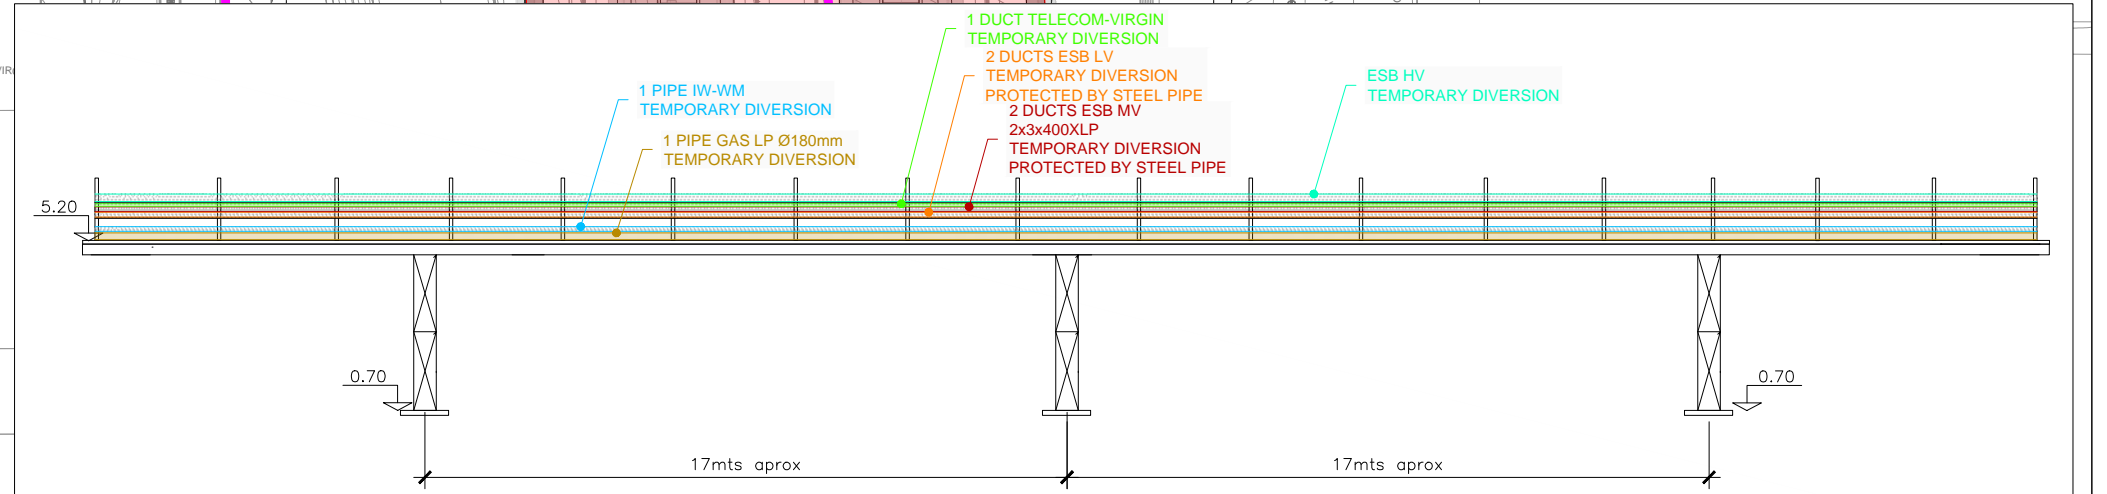 1 DUCT TELECOM-VIRGIN
TEMPORARY DIVERSION
2 DUCTS ESB LV
TEMPORARY DIVERSION
PROTECTED BY STEEL PIPE
ESB HV
TEMPORARY DIVERSION
1 PIPE IW-WM
TEMPORARY DIVERSION
2 DUCTS ESB MV
2x3x400XLP
TEMPORARY DIVERSION
PROTECTED BY STEEL PIPE
1 PIPE GAS LP Ø180mm
TEMPORARY DIVERSION
5.20
0.70
0.70
17mts aprox
17mts aprox